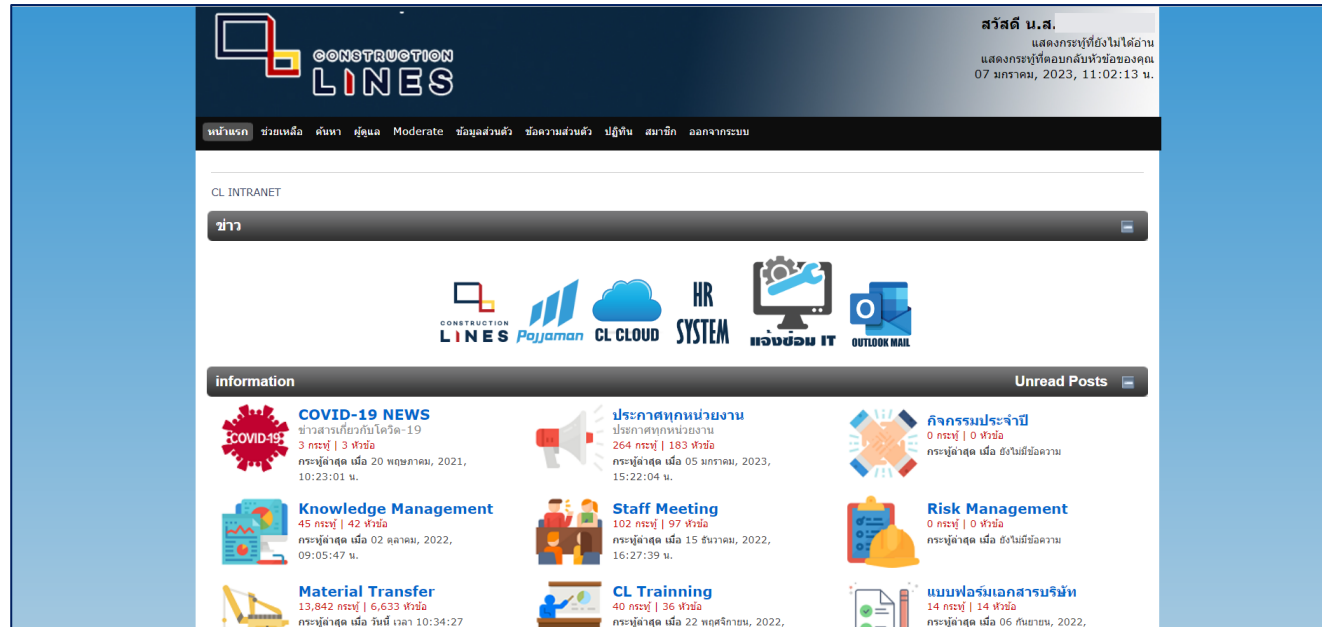 สวัสดี น.ส.
แสดงกระทู้ที่ยังไม่ได้อ่าน
แสดงกระทู้ที่ตอบกลับหัวข้อของคุณ
07 มกราคม, 2023, 11:02:13 น.
CONSTRUCTION
LINES
หน้าแรก ช่วยเหลือ ค้นหา ผู้ดูแล Moderate ข้อมูลส่วนตัว ข้อความส่วนตัว ปฏิทิน สมาชิก ออกจากระบบ
CL INTRANET
ข่าว
CONSTRUCTION
LINES
Pojjaman
CL CLOUD
HR
SYSTEM
แจ้งซ่อม IT
O
OUTLOOK MAIL
information Unread Posts
COVID-19
COVID-19 NEWS
ข่าวสารเกี่ยวกับโควิด-19
3 กระทู้ | 3 หัวข้อ
กระทู้ล่าสุด เมื่อ 20 พฤษภาคม, 2021,
10:23:01 น.
ประกาศทุกหน่วยงาน
ประกาศทุกหน่วยงาน
264 กระทู้ | 183 หัวข้อ
กระทู้ล่าสุด เมื่อ 05 มกราคม, 2023,
15:22:04 น.
กิจกรรมประจำปี
0 กระทู้ | 0 หัวข้อ
กระทู้ล่าสุด เมื่อ ยังไม่มีข้อความ
Knowledge Management
45 กระทู้ | 42 หัวข้อ
กระทู้ล่าสุด เมื่อ 02 ตุลาคม, 2022,
09:05:47 น.
Staff Meeting
102 กระทู้ | 97 หัวข้อ
กระทู้ล่าสุด เมื่อ 15 ธันวาคม, 2022,
16:27:39 น.
Risk Management
0 กระทู้ | 0 หัวข้อ
กระทู้ล่าสุด เมื่อ ยังไม่มีข้อความ
Material Transfer
13,842 กระทู้ | 6,633 หัวข้อ
กระทู้ล่าสุด เมื่อ วันนี้ เวลา 10:34:27
CL Trainning
40 กระทู้ | 36 หัวข้อ
กระทู้ล่าสุด เมื่อ 22 พฤศจิกายน, 2022,
แบบฟอร์มเอกสารบริษัท
14 กระทู้ | 14 หัวข้อ
กระทู้ล่าสุด เมื่อ 06 กันยายน, 2022,